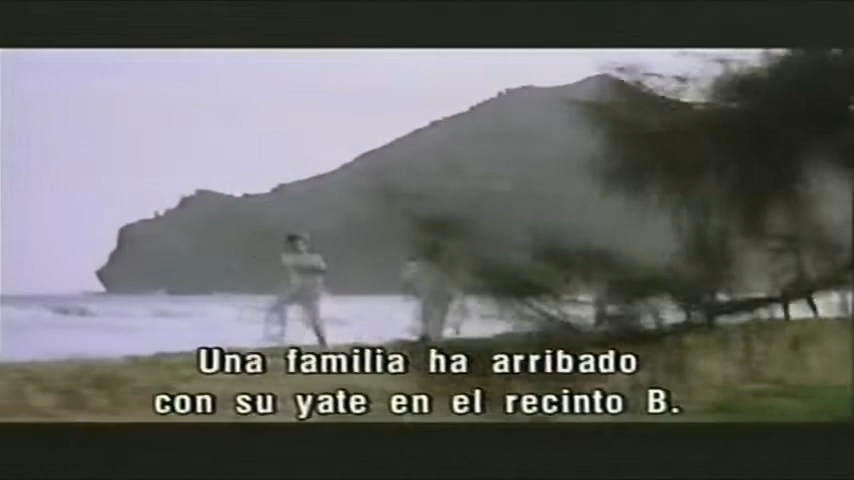 Una familia ha arribado
con su yate en el recinto B.